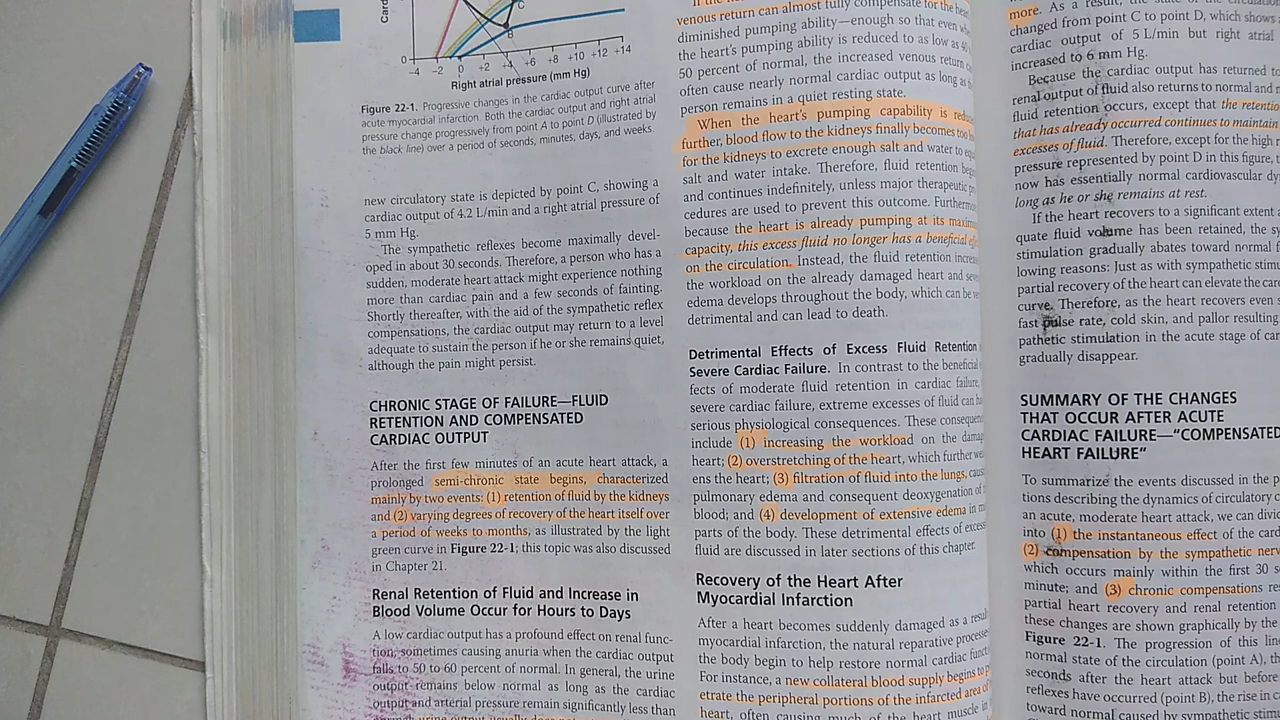 Card
C
B
0
−4 −2 0 +2 +4 +6 +8 +10 +12 +14
Right atrial pressure (mm Hg)
Figure 22-1. Progressive changes in the cardiac output curve after
acute myocardial infarction. Both the cardiac output and right atrial
pressure change progressively from point A to point D (illustrated by
the black line) over a period of seconds, minutes, days, and weeks.
new circulatory state is depicted by point C, showing a
cardiac output of 4.2 L/min and a right atrial pressure of
5 mm Hg.
The sympathetic reflexes become maximally devel-
oped in about 30 seconds. Therefore, a person who has a
sudden, moderate heart attack might experience nothing
more than cardiac pain and a few seconds of fainting.
Shortly thereafter, with the aid of the sympathetic reflex
compensations, the cardiac output may return to a level
adequate to sustain the person if he or she remains quiet,
although the pain might persist.
CHRONIC STAGE OF FAILURE—FLUID
RETENTION AND COMPENSATED
CARDIAC OUTPUT
After the first few minutes of an acute heart attack, a
prolonged semi-chronic state begins, characterized
mainly by two events: (1) retention of fluid by the kidneys
and (2) varying degrees of recovery of the heart itself over
a period of weeks to months, as illustrated by the light
green curve in Figure 22-1; this topic was also discussed
in Chapter 21.
Renal Retention of Fluid and Increase in
Blood Volume Occur for Hours to Days
A low cardiac output has a profound effect on renal func-
tion, sometimes causing anuria when the cardiac output
falls to 50 to 60 percent of normal. In general, the urine
output remains below normal as long as the cardiac
output and arterial pressure remain significantly less than
venous return can almost fully compensate for the
diminished pumping ability—enough so that even
the heart's pumping ability is reduced to as low as
50 percent of normal, the increased venous return
often cause nearly normal cardiac output as long as
person remains in a quiet resting state.
When the heart's pumping capability is
further, blood flow to the kidneys finally becomes too
for the kidneys to excrete enough salt and water to
salt and water intake. Therefore, fluid retention
and continues indefinitely, unless major therapeutic
cedures are used to prevent this outcome.
because the heart is already pumping at its
capacity, this excess fluid no longer has a beneficial
on the circulation. Instead, the fluid retention
the workload on the already damaged heart and
edema develops throughout the body, which can be
detrimental and can lead to death.
Detrimental Effects of Excess Fluid Retention
Severe Cardiac Failure. In contrast to the beneficial
fects of moderate fluid retention in cardiac failure,
severe cardiac failure, extreme excesses of fluid can
serious physiological consequences. These
include (1) increasing the workload on the
heart; (2) overstretching of the heart, which further
ens the heart; (3) filtration of fluid into the lungs,
pulmonary edema and consequent deoxygenation of
blood; and (4) development of extensive edema in
parts of the body. These detrimental effects of
fluid are discussed in later sections of this chapter.
Recovery of the Heart After
Myocardial Infarction
After a heart becomes suddenly damaged as a
myocardial infarction, the natural reparative
the body begin to help restore normal cardiac
For instance, a new collateral blood supply begins to
etrate the peripheral portions of the infarcted area
heart, often causing much of the heart muscle in
more. As a result,
changed from point C to point D, which shows
cardiac output of 5 L/min but right atrial
increased to 6 mm Hg.
Because the cardiac output has returned to
renal output of fluid also returns to normal and
fluid retention occurs, except that the
that has already occurred continues to maintain
excesses of fluid. Therefore, except for the high
pressure represented by point D in this figure,
now has essentially normal cardiovascular
long as he or she remains at rest.
If the heart recovers to a significant extent
quate fluid volume has been retained, the
stimulation gradually abates toward normal
lowing reasons: Just as with sympathetic
partial recovery of the heart can elevate the
curve. Therefore, as the heart recovers even
fast pulse rate, cold skin, and pallor resulting
pathetic stimulation in the acute stage of
gradually disappear.
SUMMARY OF THE CHANGES
THAT OCCUR AFTER ACUTE
CARDIAC FAILURE—"COMPENSATED
HEART FAILURE"
To summarize the events discussed in the
tions describing the dynamics of circulatory
an acute, moderate heart attack, we can
into (1) the instantaneous effect of the
(2) compensation by the sympathetic
which occurs mainly within the first 30
minute; and (3) chronic compensations
partial heart recovery and renal retention
these changes are shown graphically by the
Figure 22-1. The progression of this
normal state of the circulation (point A),
seconds after the heart attack but before
reflexes have occurred (point B), the rise in
toward normal caused by sympathetic